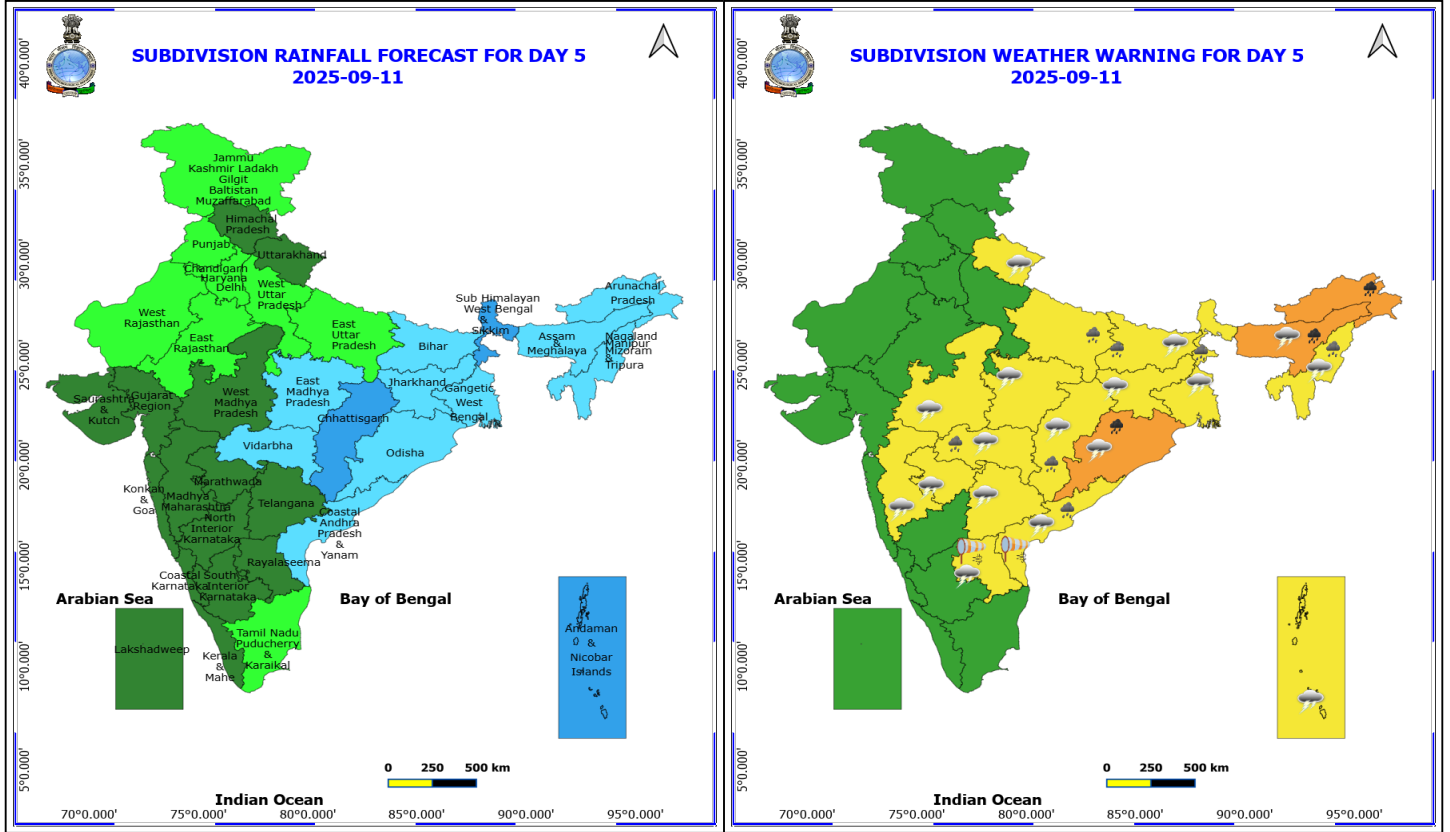 SUBDIVISION RAINFALL FORECAST FOR DAY 5
2025-09-11
40°0.000'
35°0.000'
30°0.000'
25°0.000'
20°0.000'
15°0.000'
10°0.000'
5°0.000'
Jammu
Kashmir Ladakh
Gilgit
Baltistan
Muzaffarabad
Himachal
Pradesh
Punjab
Uttarakhand
Chandigarh
Haryana
Delhi
West
Uttar
Pradesh
West
Rajasthan
East
Rajasthan
East
Uttar
Pradesh
Sub Himalayan
West Bengal
&
Sikkim
Arunachal
Pradesh
Assam
&
Meghalaya
Nagaland
Manipur
Mizoram
&
Tripura
Bihar
Jharkhand
Gangetic
West
Bengal
Saurashtra
&
Kutch
Gujarat
Region
West
Madhya
Pradesh
East
Madhya
Pradesh
Chhattisgarh
Vidarbha
Odisha
Konkan
&
Goa
Madhya
Maharashtra
Marathwada
Telangana
North
Interior
Karnataka
Coastal
Andhra
Pradesh
&
Yanam
Rayalaseema
Coastal
Karnataka
South
Interior
Karnataka
Arabian Sea
Bay of Bengal
Lakshadweep
Kerala
&
Mahe
Tamil Nadu
Puducherry
&
Karaikal
Andaman
&
Nicobar
Islands
0 250 500 km
Indian Ocean
70°0.000' 75°0.000' 80°0.000' 85°0.000' 90°0.000' 95°0.000'
SUBDIVISION WEATHER WARNING FOR DAY 5
2025-09-11
40°0.000'
35°0.000'
30°0.000'
25°0.000'
20°0.000'
15°0.000'
10°0.000'
5°0.000'
Arabian Sea
Bay of Bengal
0 250 500 km
Indian Ocean
70°0.000' 75°0.000' 80°0.000' 85°0.000' 90°0.000' 95°0.000'